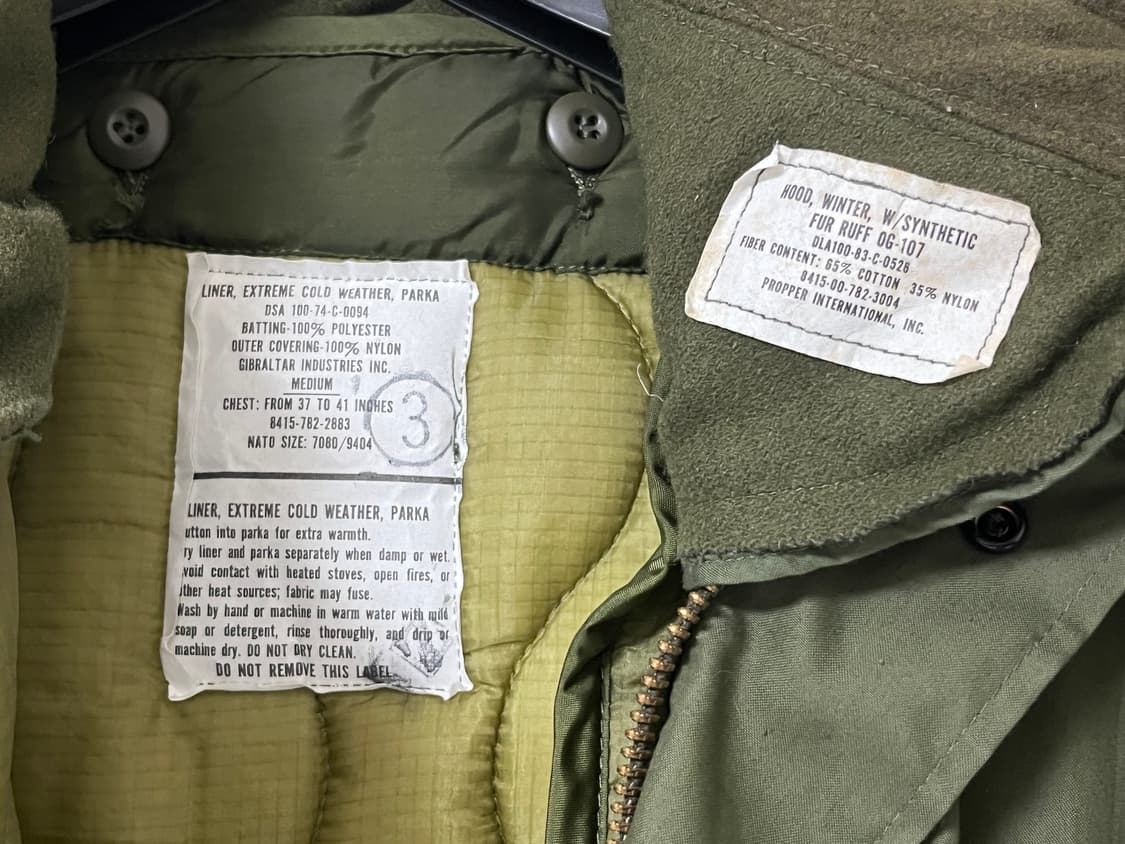 LINER, EXTREME COLD WEATHER, PARKA
DSA 100-74-C-0094
BATTING-100% POLYESTER
OUTER COVERING-100% NYLON
GIBRALTAR INDUSTRIES INC.
MEDIUM
CHEST: FROM 37 TO 41 INCHES
8415-782-2883
NATO SIZE: 7080/9404
3
LINER, EXTREME COLD WEATHER, PARKA
utton into parka for extra warmth.
ry liner and parka separately when damp or wet.
void contact with heated stoves, open fires, or
ther heat sources; fabric may fuse.
Wash by hand or machine in warm water with mild
soap or detergent, rinse thoroughly, and drip or
machine dry. DO NOT DRY CLEAN.
DO NOT REMOVE THIS LABEL
HOOD, WINTER, W/SYNTHETIC
FUR RUFF OG-107
DLA100-83-C-0526
FIBER CONTENT: 65% COTTON 35% NYLON
8415-00-782-3004
PROPPER INTERNATIONAL, INC.